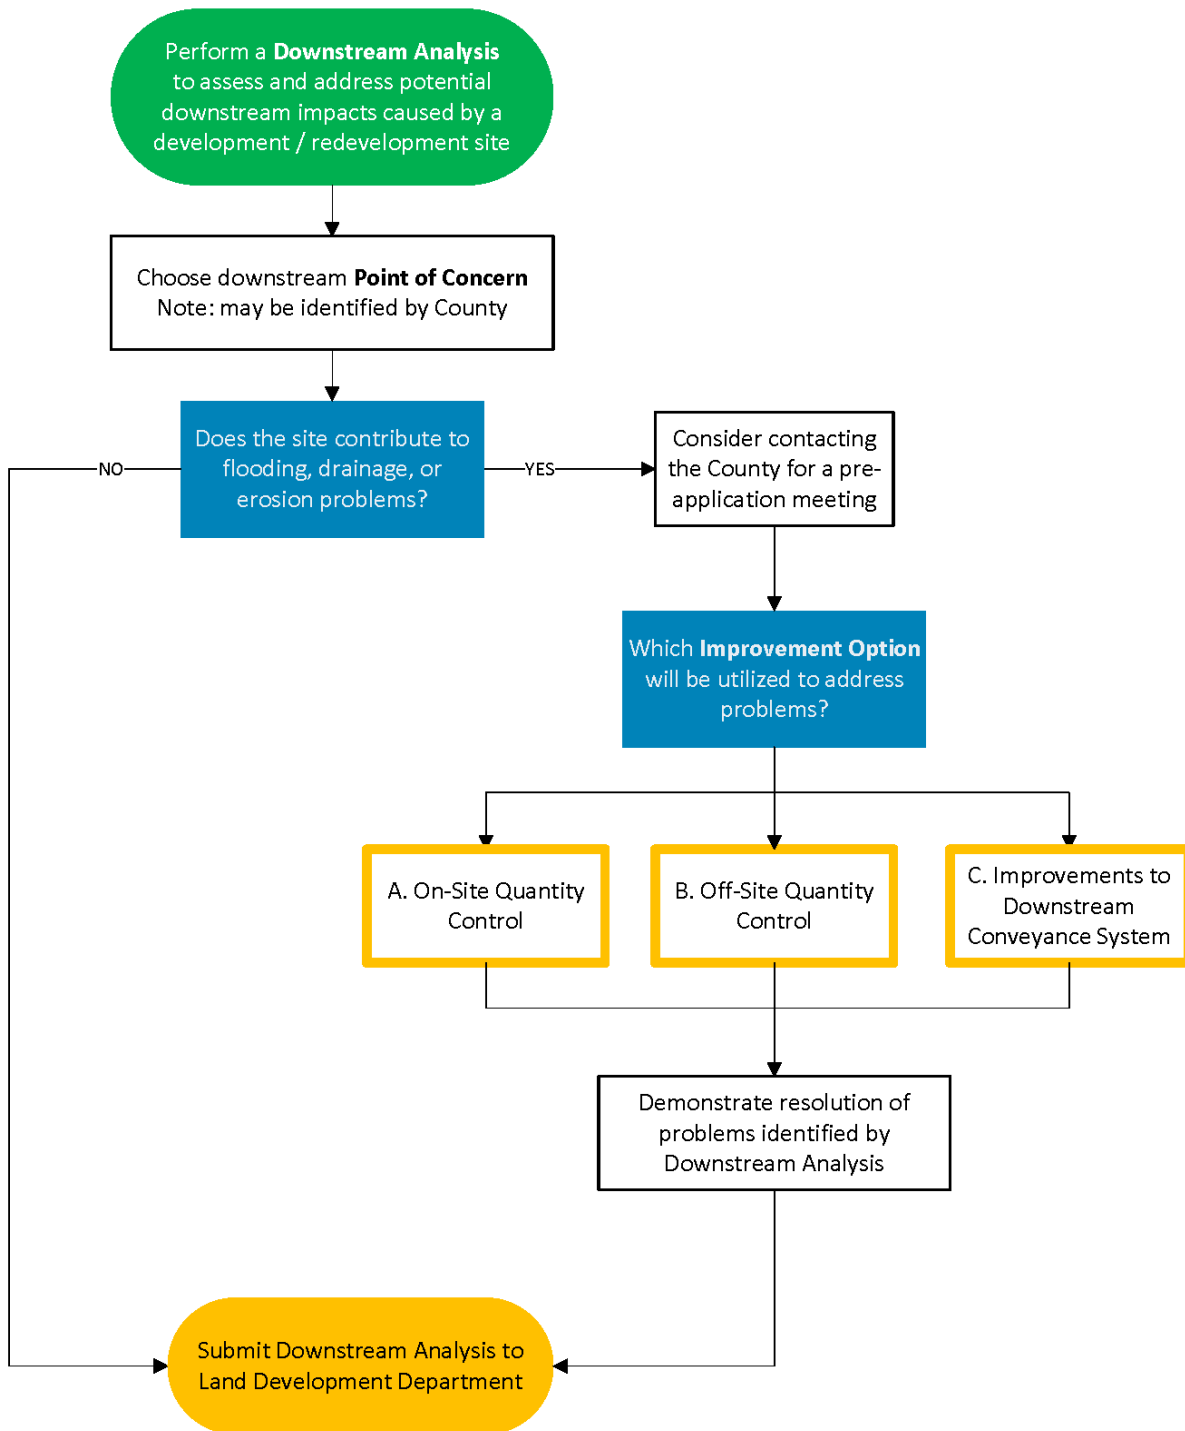 Perform a Downstream Analysis
to assess and address potential
downstream impacts caused by a
development / redevelopment site
Choose downstream Point of Concern
Note: may be identified by County
Does the site contribute to
flooding, drainage, or
erosion problems?
NO
YES
Consider contacting
the County for a pre-
application meeting
Which Improvement Option
will be utilized to address
problems?
A. On-Site Quantity
Control
B. Off-Site Quantity
Control
C. Improvements to
Downstream
Conveyance System
Demonstrate resolution of
problems identified by
Downstream Analysis
Submit Downstream Analysis to
Land Development Department